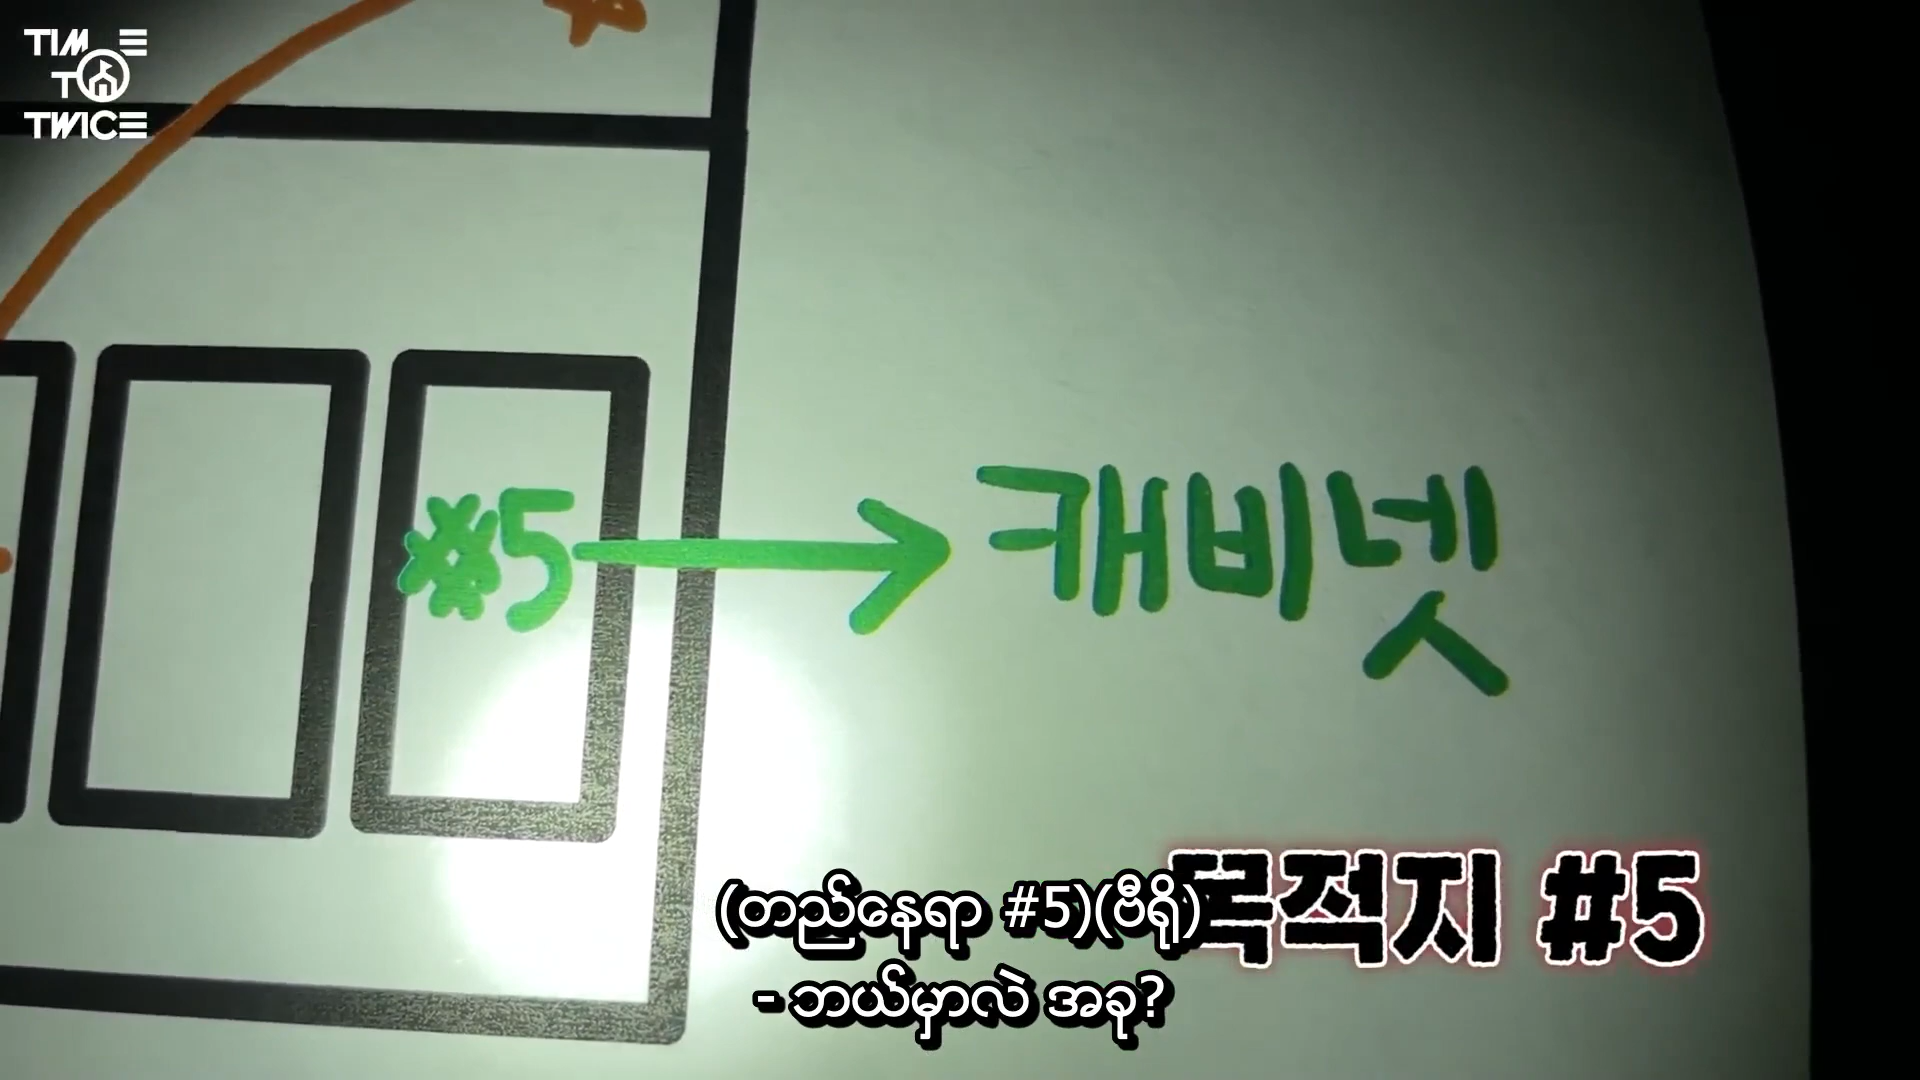 TIME
TO
TWICE
※5 → 캐비넷
목적지 #5
(တည်နေရာ #5)(ဗီရို)
- ဘယ်မှာလဲ အခု?